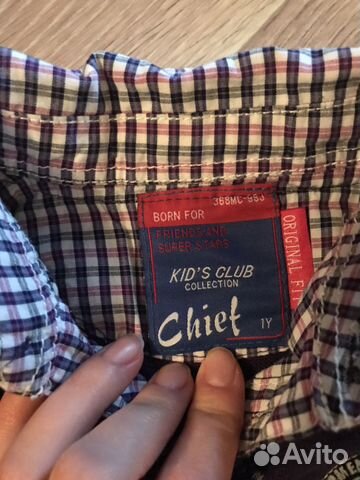 368MC-953
BORN FOR
FRIENDS AND
SUPER STARS
KID'S CLUB
COLLECTION
Chief
1Y
ORIGINAL FIT
Avito